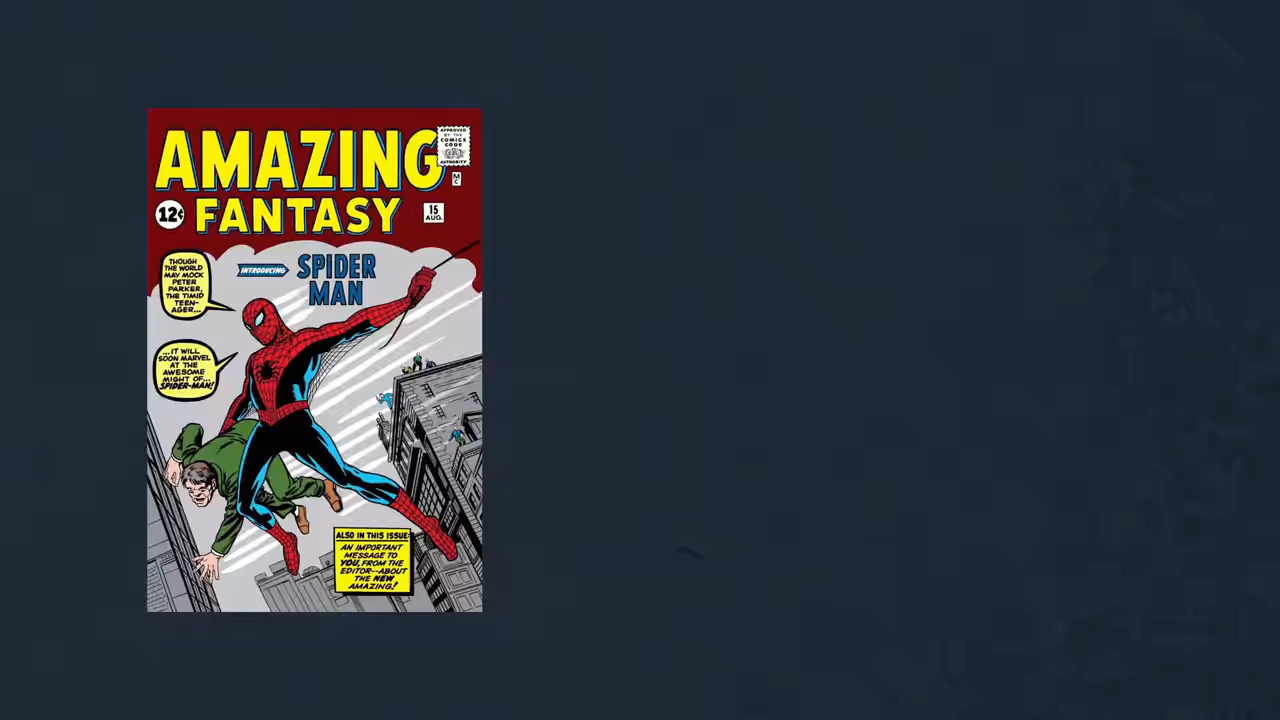 AMAZING
FANTASY
APPROVED
BY THE
COMICS
CODE
AUTHORITY
M
C
12¢
15
AUG.
INTRODUCING
SPIDER
MAN
THOUGH
THE WORLD
MAY MOCK
PETER
PARKER,
THE TIMID
TEEN-
AGER...
...IT WILL
SOON MARVEL
AT THE
AWESOME
MIGHT OF...
SPIDER-MAN!
ALSO IN THIS ISSUE:
AN IMPORTANT
MESSAGE TO
YOU, FROM THE
EDITOR--ABOUT
THE NEW
AMAZING!